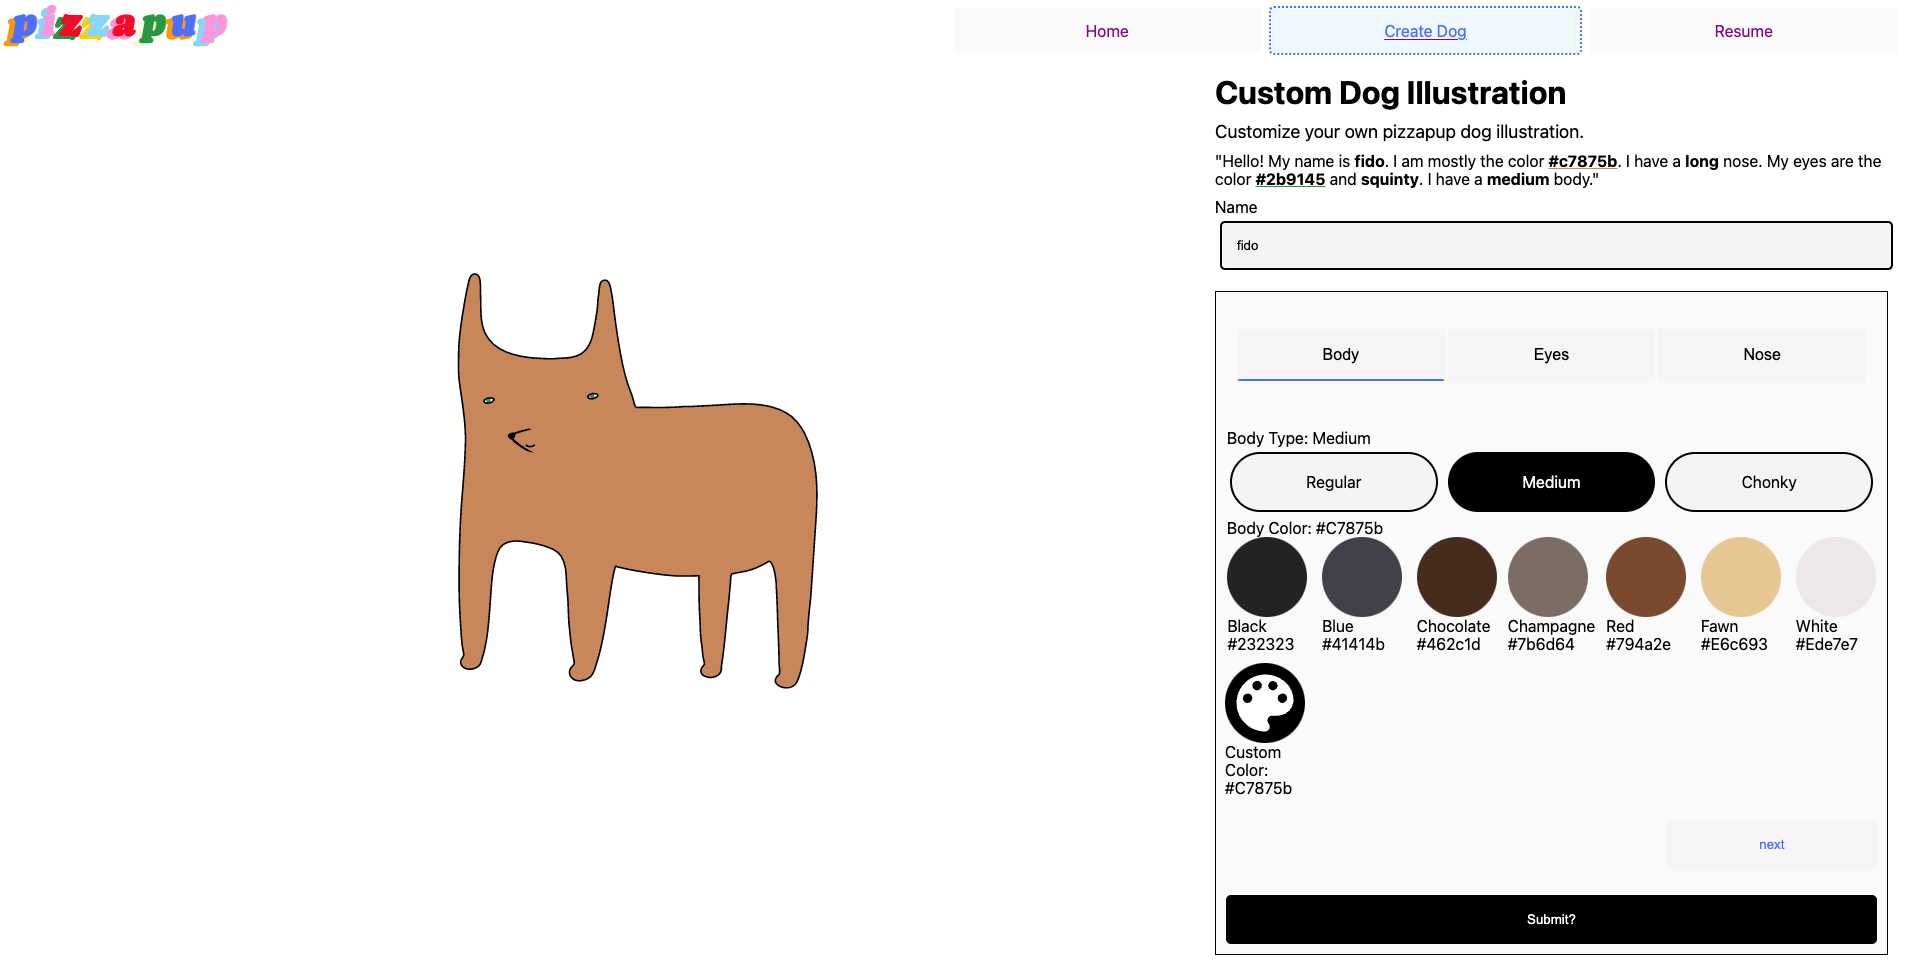 pizzapup
Home
Create Dog
Resume
Custom Dog Illustration
Customize your own pizzapup dog illustration.
"Hello! My name is fido. I am mostly the color #c7875b. I have a long nose. My eyes are the
color #2b9145 and squinty. I have a medium body."
Name
fido
Body
Eyes
Nose
Body Type: Medium
Regular
Medium
Chonky
Body Color: #C7875b
Black
#232323
Blue
#41414b
Chocolate
#462c1d
Champagne
#7b6d64
Red
#794a2e
Fawn
#E6c693
White
#Ede7e7
Custom
Color:
#C7875b
next
Submit?